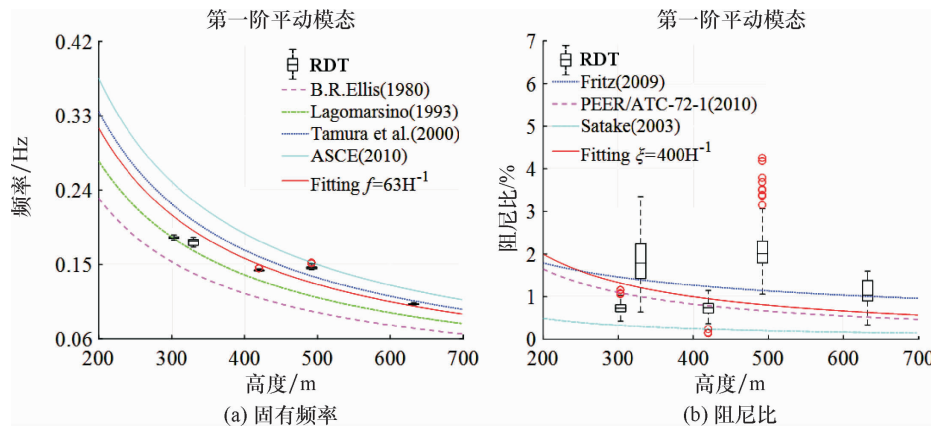 第一阶平动模态
0.42
0.33
0.24
0.15
0.06
频率/Hz
RDT
B.R.Ellis(1980)
Lagomarsino(1993)
Tamura et al.(2000)
ASCE(2010)
Fitting f=63H⁻¹
200 300 400 500 600 700
高度/m
(a) 固有频率
第一阶平动模态
7
6
5
4
3
2
1
0
阻尼比/%
RDT
Fritz(2009)
PEER/ATC-72-1(2010)
Satake(2003)
Fitting ξ=400H⁻¹
200 300 400 500 600 700
高度/m
(b) 阻尼比